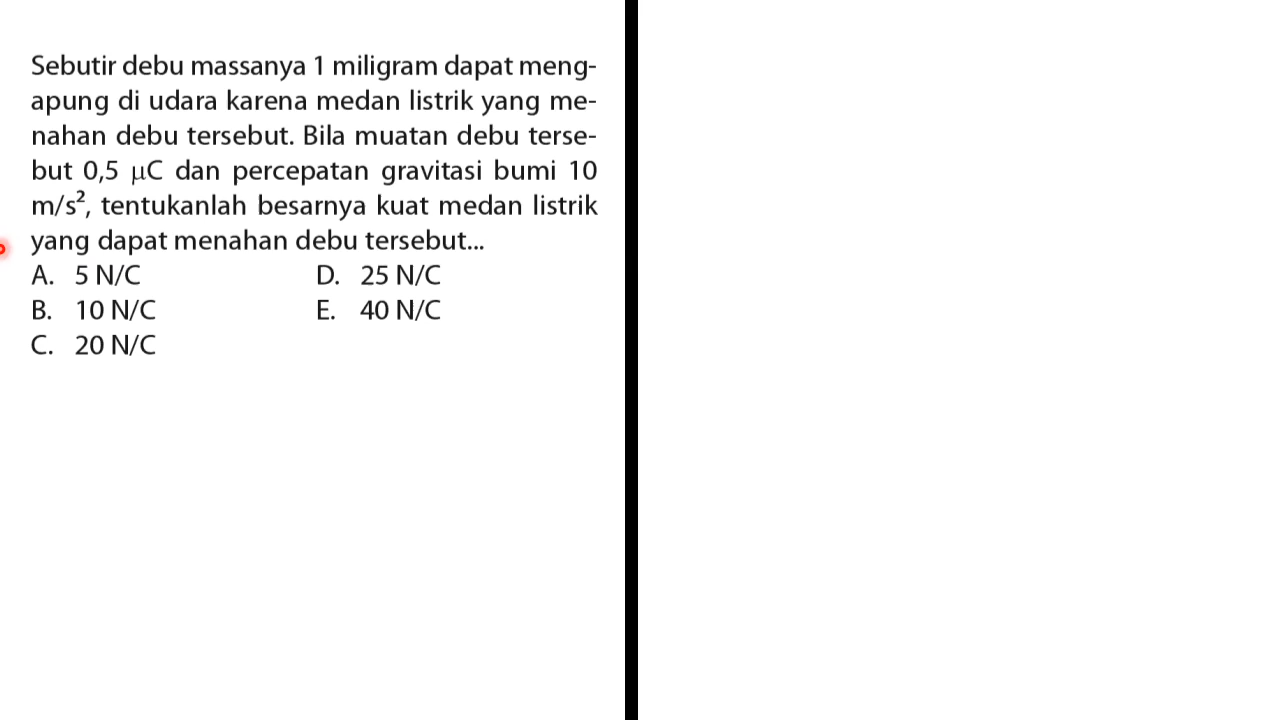 Sebutir debu massanya 1 miligram dapat meng-
apung di udara karena medan listrik yang me-
nahan debu tersebut. Bila muatan debu terse-
but 0,5 μC dan percepatan gravitasi bumi 10
m/s², tentukanlah besarnya kuat medan listrik
yang dapat menahan debu tersebut...
A. 5 N/C D. 25 N/C
B. 10 N/C E. 40 N/C
C. 20 N/C